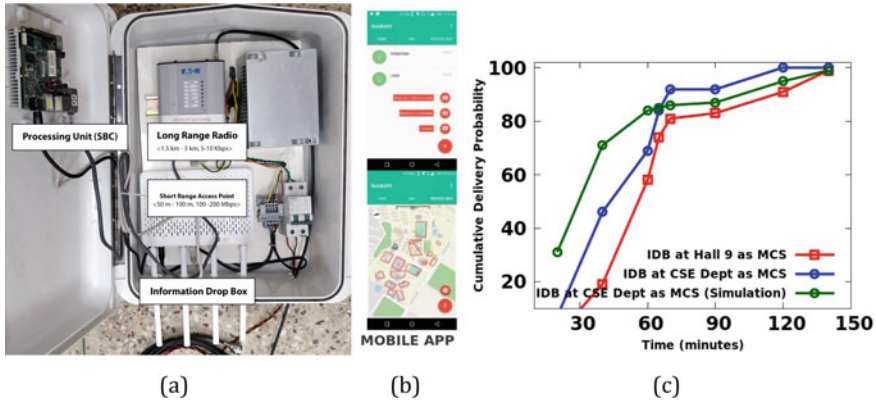 Processing Unit (SBC)
EATON
Long Range Radio
<1.5 km - 3 km, 5-10 Kbps>
Short Range Access Point
<50 m - 100 m, 100 -200 Mbps>
Information Drop Box
MOBILE APP
Cumulative Delivery Probability
100
80
60
40
20
IDB at Hall 9 as MCS
IDB at CSE Dept as MCS
IDB at CSE Dept as MCS (Simulation)
30 60 90 120 150
Time (minutes)
(a) (b) (c)